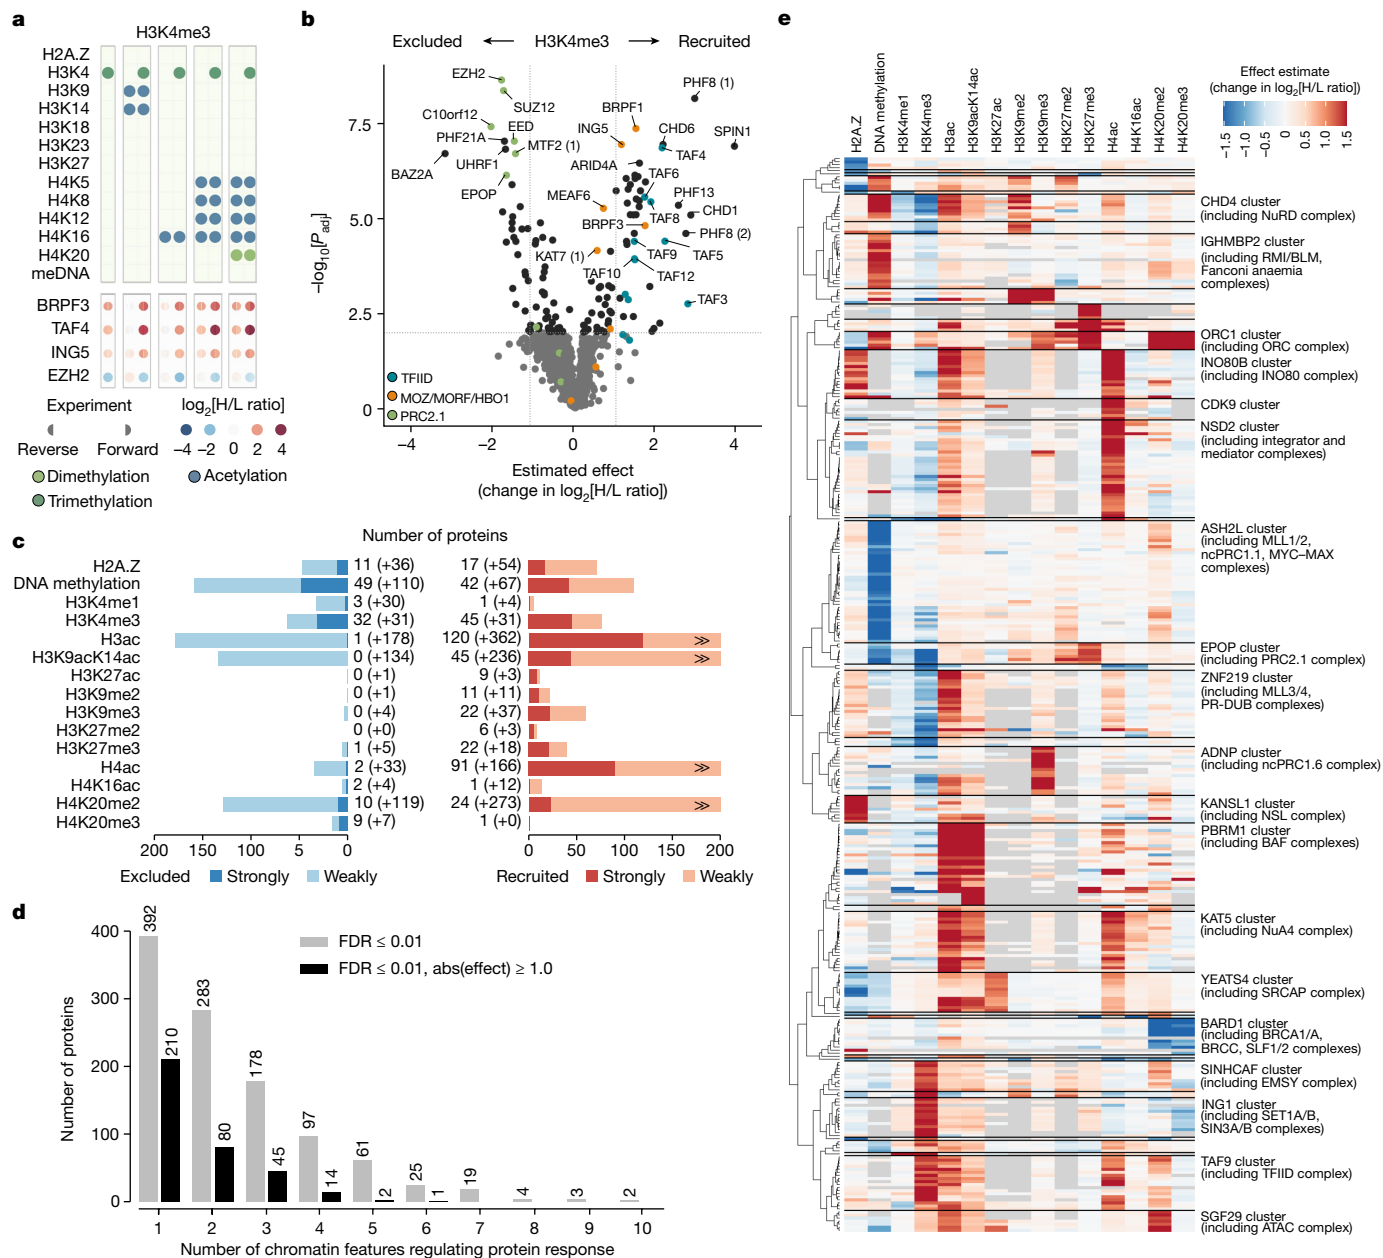 a
H3K4me3
H2A.Z
H3K4
H3K9
H3K14
H3K18
H3K23
H3K27
H4K5
H4K8
H4K12
H4K16
H4K20
meDNA
BRPF3
TAF4
ING5
EZH2
Experiment
log2[H/L ratio]
Reverse
Forward
−4 −2 0 2 4
Dimethylation
Acetylation
Trimethylation
b
Excluded ← H3K4me3 → Recruited
EZH2
SUZ12
C10orf12
EED
PHF21A
MTF2 (1)
UHRF1
BAZ2A
EPOP
PHF8 (1)
BRPF1
ING5
CHD6
SPIN1
TAF4
ARID4A
TAF6
PHF13
MEAF6
CHD1
TAF8
BRPF3
PHF8 (2)
KAT7 (1)
TAF9
TAF5
TAF10
TAF12
TAF3
TFIID
MOZ/MORF/HBO1
PRC2.1
7.5
5.0
2.5
0
−log10[Padj]
−4 −2 0 2 4
Estimated effect
(change in log2[H/L ratio])
c
Number of proteins
H2A.Z 11 (+36) 17 (+54)
DNA methylation 49 (+110) 42 (+67)
H3K4me1 3 (+30) 1 (+4)
H3K4me3 32 (+31) 45 (+31)
H3ac 1 (+178) 120 (+362) >>
H3K9acK14ac 0 (+134) 45 (+236) >>
H3K27ac 0 (+1) 9 (+3)
H3K9me2 0 (+1) 11 (+11)
H3K9me3 0 (+4) 22 (+37)
H3K27me2 0 (+0) 6 (+3)
H3K27me3 1 (+5) 22 (+18)
H4ac 2 (+33) 91 (+166) >>
H4K16ac 2 (+4) 1 (+12)
H4K20me2 10 (+119) 24 (+273) >>
H4K20me3 9 (+7) 1 (+0)
200 150 100 50 0 0 50 100 150 200
Excluded Strongly Weakly Recruited Strongly Weakly
d
Number of proteins
400
300
200
100
0
392
210
283
80
178
45
97
14
61
2
25
1
19
4
3
2
FDR ≤ 0.01
FDR ≤ 0.01, abs(effect) ≥ 1.0
1 2 3 4 5 6 7 8 9 10
Number of chromatin features regulating protein response
e
Effect estimate
(change in log2[H/L ratio])
−1.5 −1.0 −0.5 0 0.5 1.0 1.5
H2A.Z
DNA methylation
H3K4me1
H3K4me3
H3ac
H3K9acK14ac
H3K27ac
H3K9me2
H3K9me3
H3K27me2
H3K27me3
H4ac
H4K16ac
H4K20me2
H4K20me3
CHD4 cluster
(including NuRD complex)
IGHMBP2 cluster
(including RMI/BLM,
Fanconi anaemia
complexes)
ORC1 cluster
(including ORC complex)
INO80B cluster
(including INO80 complex)
CDK9 cluster
NSD2 cluster
(including integrator and
mediator complexes)
ASH2L cluster
(including MLL1/2,
ncPRC1.1, MYC–MAX
complexes)
EPOP cluster
(including PRC2.1 complex)
ZNF219 cluster
(including MLL3/4,
PR-DUB complexes)
ADNP cluster
(including ncPRC1.6 complex)
KANSL1 cluster
(including NSL complex)
PBRM1 cluster
(including BAF complexes)
KAT5 cluster
(including NuA4 complex)
YEATS4 cluster
(including SRCAP complex)
BARD1 cluster
(including BRCA1/A,
BRCC, SLF1/2 complexes)
SINHCAF cluster
(including EMSY complex)
ING1 cluster
(including SET1A/B,
SIN3A/B complexes)
TAF9 cluster
(including TFIID complex)
SGF29 cluster
(including ATAC complex)